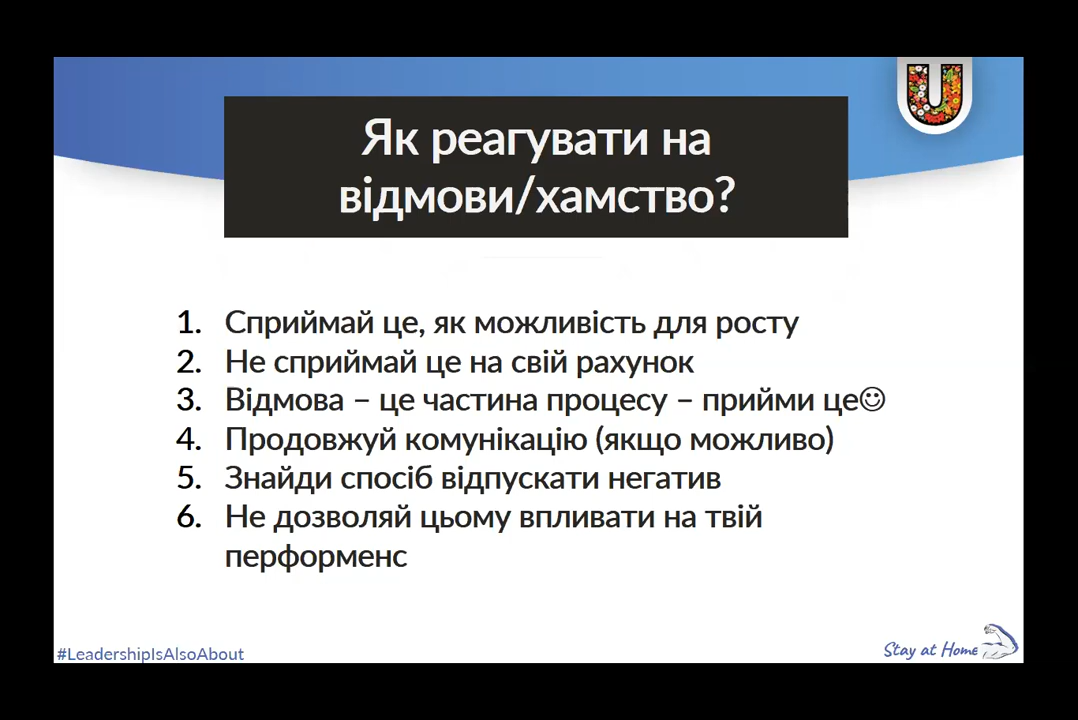 U
Як реагувати на
відмови/хамство?
1. Сприймай це, як можливість для росту
2. Не сприймай це на свій рахунок
3. Відмова – це частина процесу – прийми це☺
4. Продовжуй комунікацію (якщо можливо)
5. Знайди спосіб відпускати негатив
6. Не дозволяй цьому впливати на твій
перформенс
#LeadershipIsAlsoAbout
Stay at Home